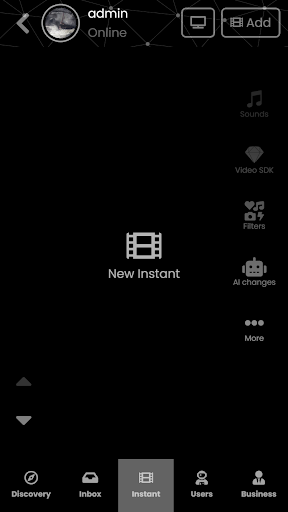 admin
Online
Add
Sounds
Video SDK
Filters
New Instant
AI changes
More
Discovery
Inbox
Instant
Users
Business